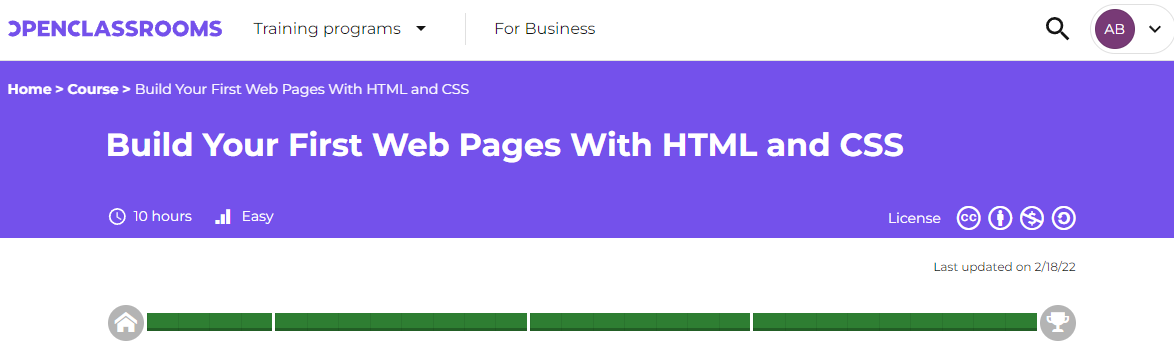 OPENCLASSROOMS Training programs For Business AB
Home > Course > Build Your First Web Pages With HTML and CSS
Build Your First Web Pages With HTML and CSS
10 hours Easy License cc
Last updated on 2/18/22